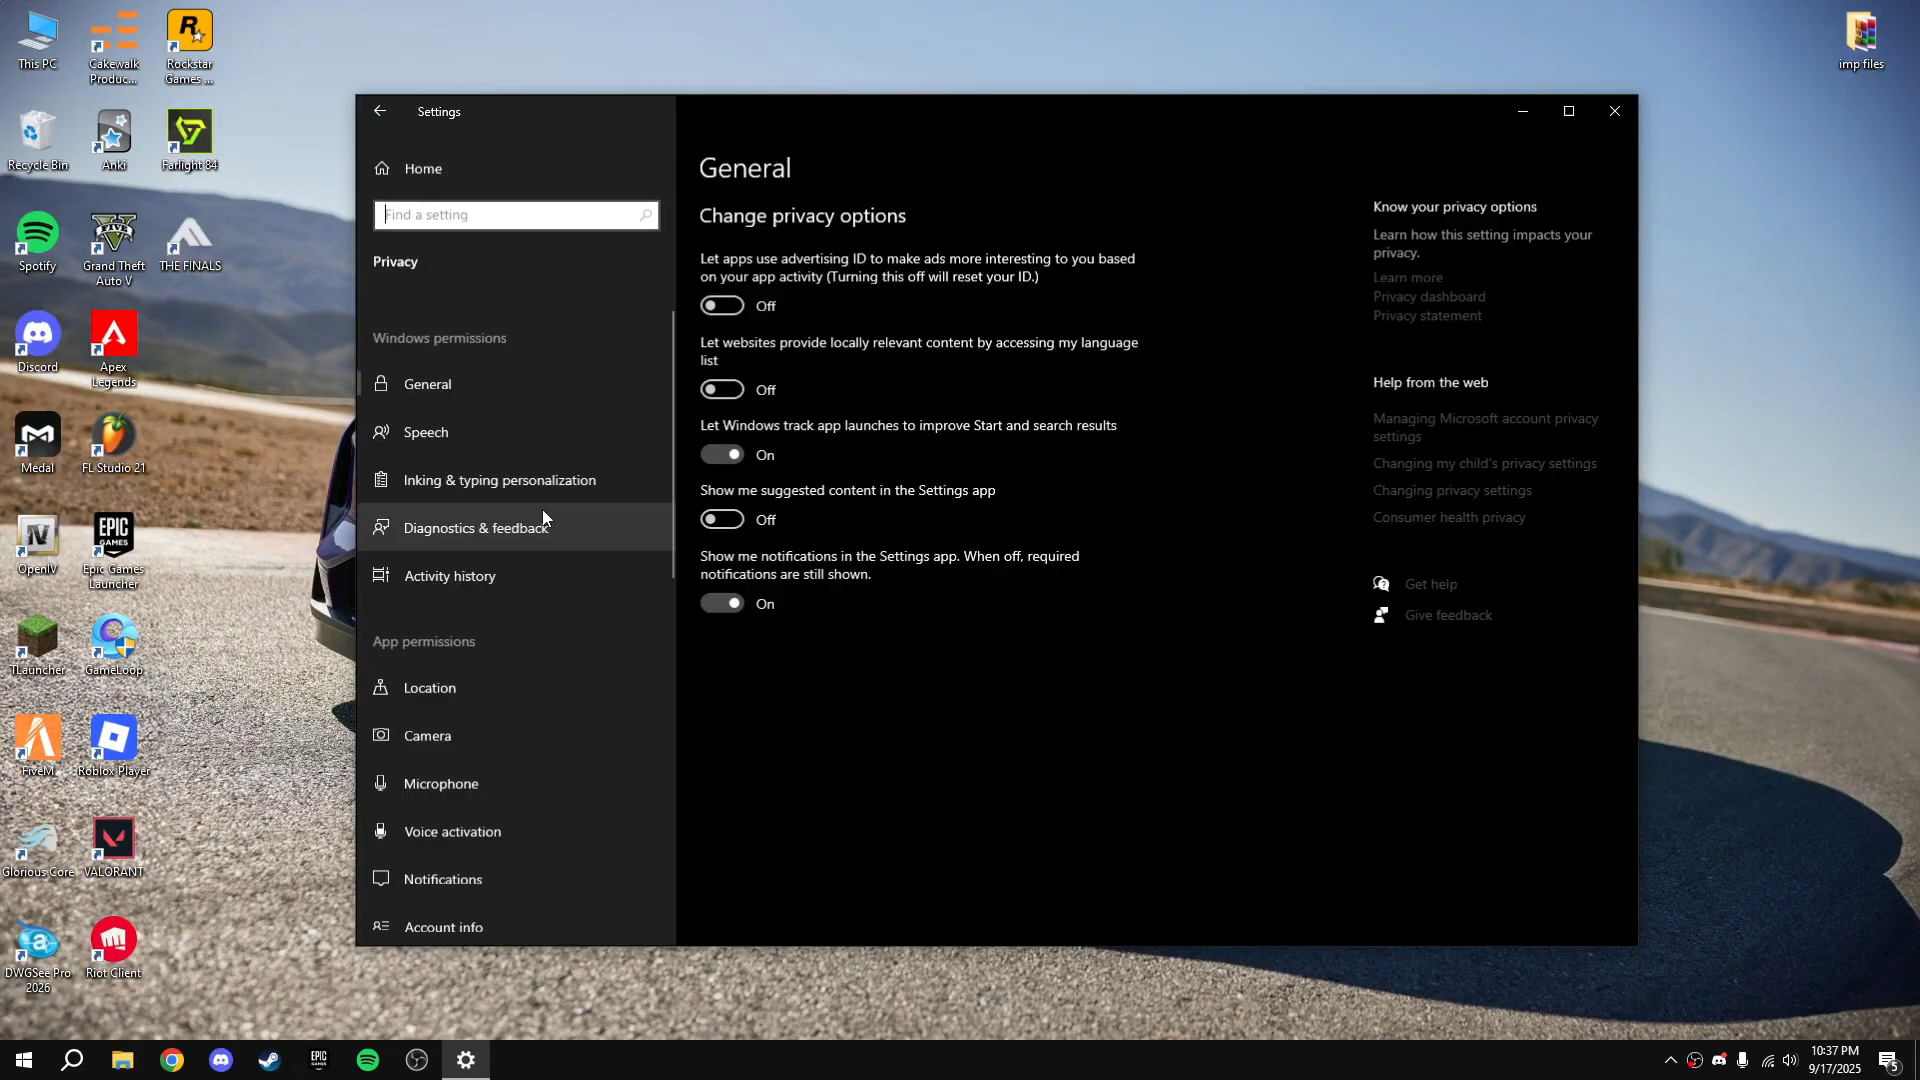 This PC
Cakewalk
Produc...
Rockstar
Games ...
imp files
Recycle Bin
Anki
Farlight 84
Spotify
Grand Theft
Auto V
THE FINALS
Discord
Apex
Legends
Medal
FL Studio 21
OpenIV
Epic Games
Launcher
TLauncher
GameLoop
FiveM
Roblox Player
Glorious Core
VALORANT
DWGSee Pro
2026
Riot Client
Settings
Home
Find a setting
Privacy
Windows permissions
General
Speech
Inking & typing personalization
Diagnostics & feedback
Activity history
App permissions
Location
Camera
Microphone
Voice activation
Notifications
Account info
General
Change privacy options
Let apps use advertising ID to make ads more interesting to you based
on your app activity (Turning this off will reset your ID.)
Off
Let websites provide locally relevant content by accessing my language
list
Off
Let Windows track app launches to improve Start and search results
On
Show me suggested content in the Settings app
Off
Show me notifications in the Settings app. When off, required
notifications are still shown.
On
Know your privacy options
Learn how this setting impacts your
privacy.
Learn more
Privacy dashboard
Privacy statement
Help from the web
Managing Microsoft account privacy
settings
Changing my child's privacy settings
Changing privacy settings
Consumer health privacy
Get help
Give feedback
EPIC
GAMES
EPIC
10:37 PM
9/17/2025
5